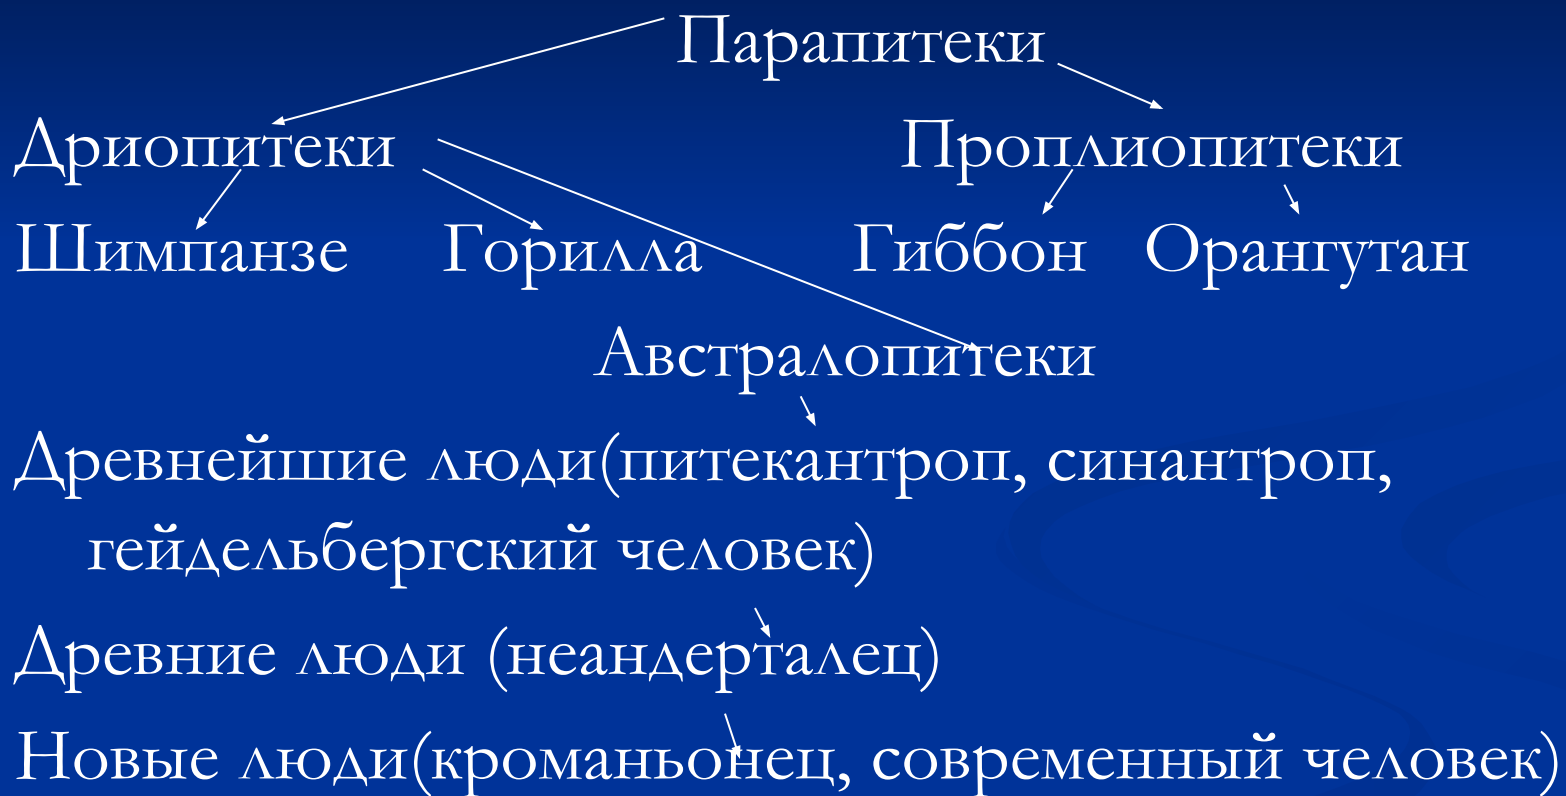 Парапитеки
Дриопитеки Проплиопитеки
Шимпанзе Горилла Гиббон Орангутан
Австралопитеки
Древнейшие люди(питекантроп, синантроп,
гейдельбергский человек)
Древние люди (неандерталец)
Новые люди(кроманьонец, современный человек)